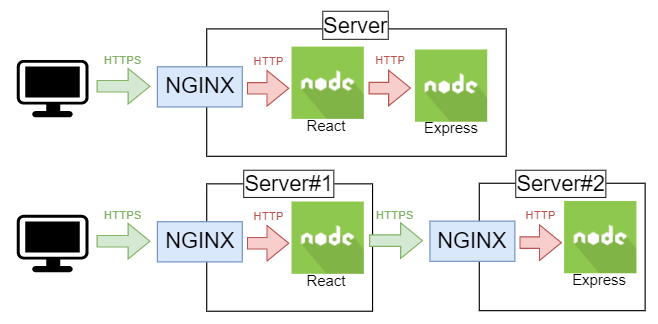 Server
HTTPS
NGINX
HTTP
node
React
HTTP
node
Express
Server#1
HTTPS
NGINX
HTTP
node
React
HTTPS
Server#2
NGINX
HTTP
node
Express